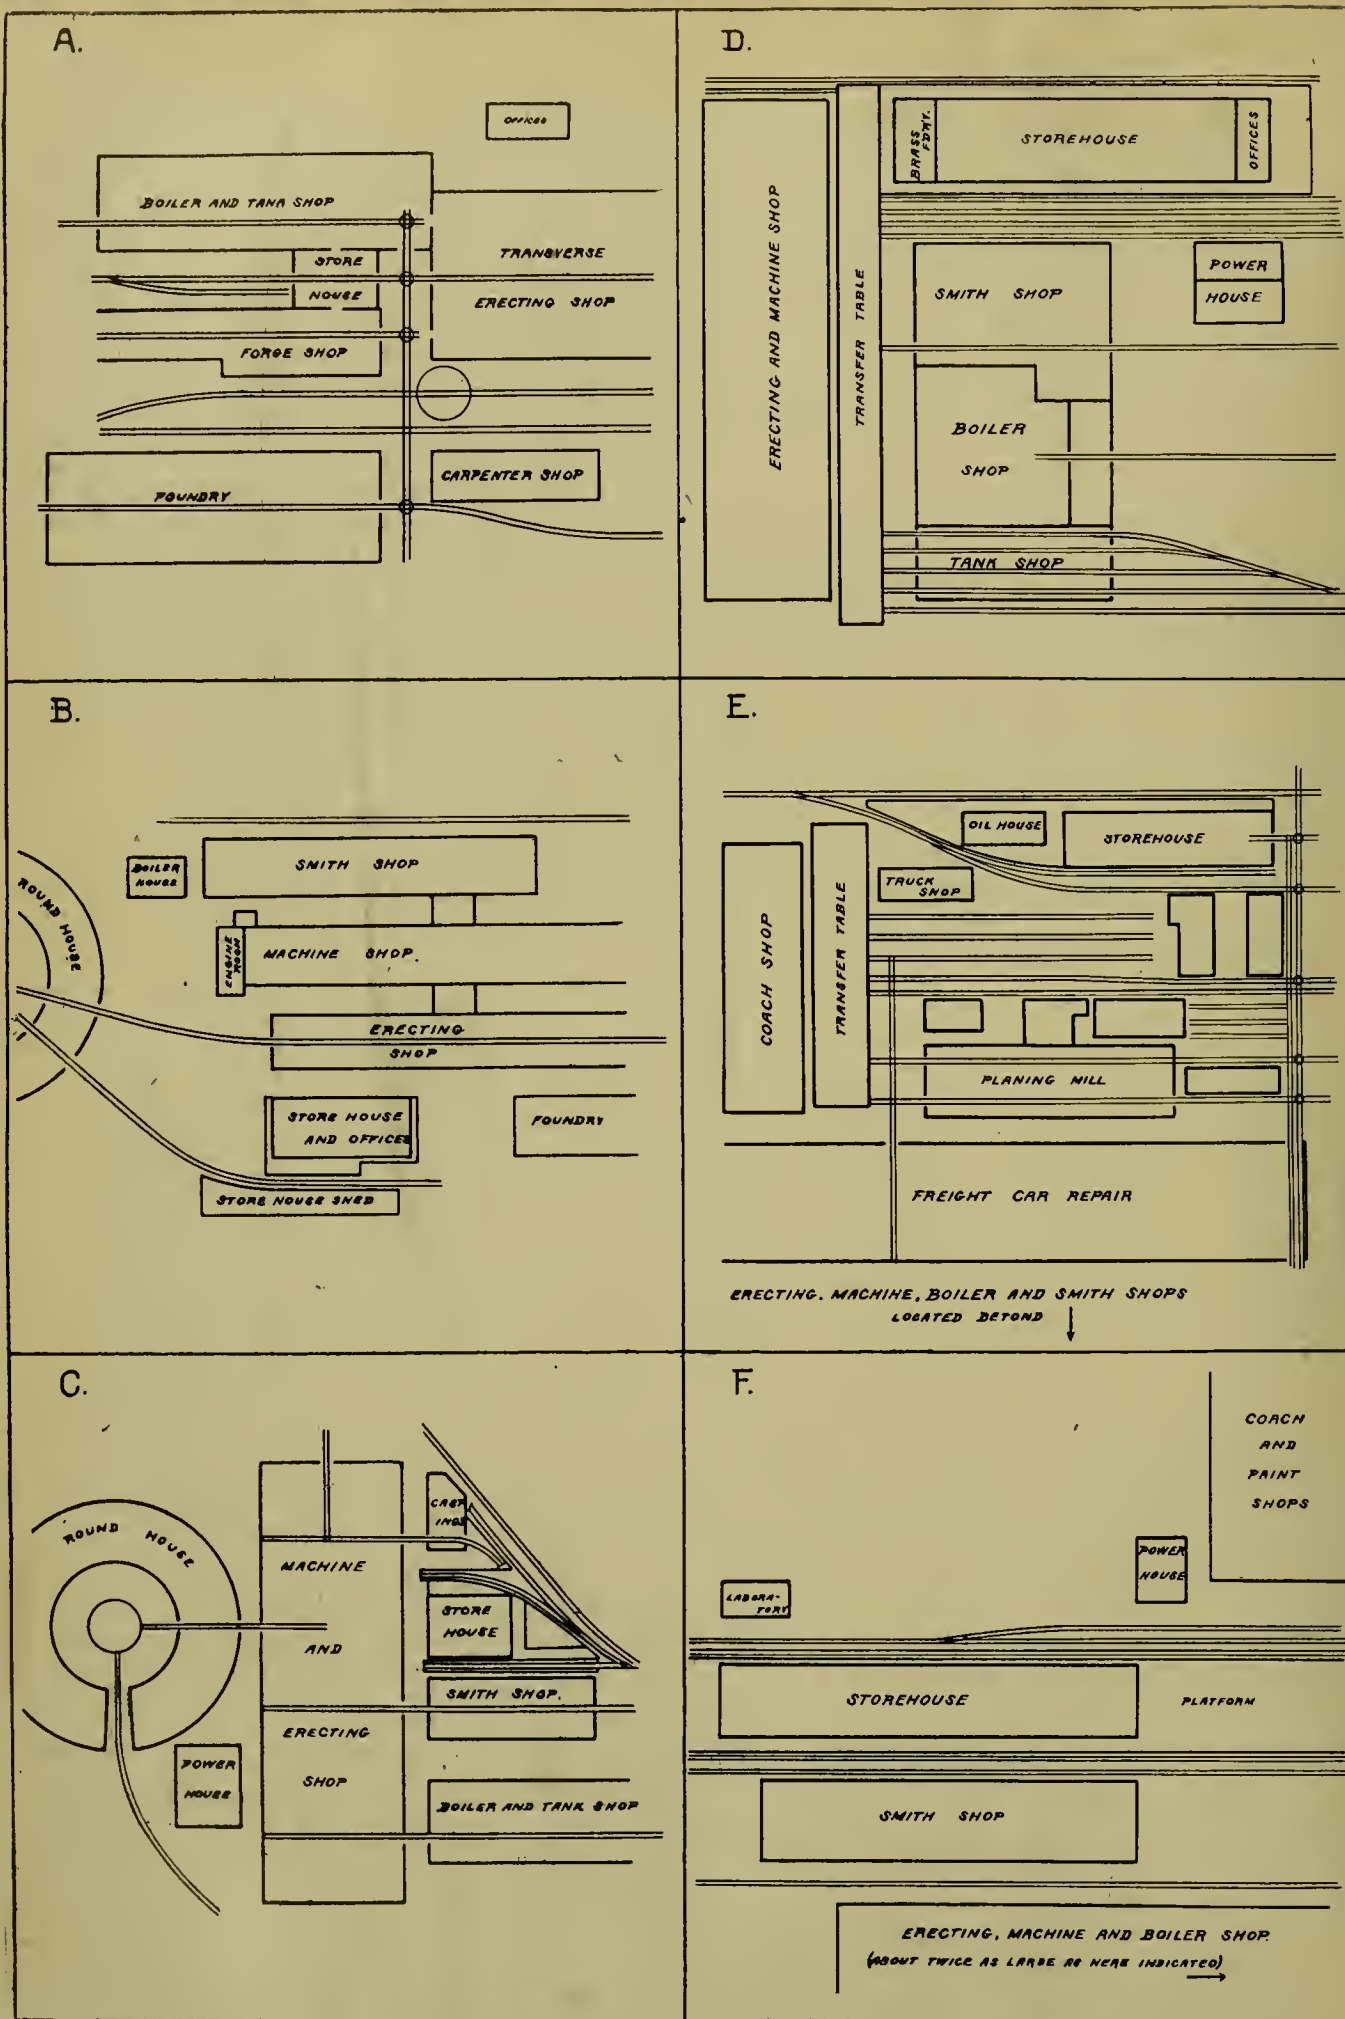 A.
OFFICES
BOILER AND TANK SHOP
STORE
HOUSE
TRANSVERSE
ERECTING SHOP
FORGE SHOP
CARPENTER SHOP
FOUNDRY
B.
ROUND HOUSE
BOILER
HOUSE
SMITH SHOP
ENGINE
ROOM
MACHINE SHOP.
ERECTING
SHOP
STORE HOUSE
AND OFFICES
FOUNDRY
STORE HOUSE SHED
C.
ROUND HOUSE
POWER
HOUSE
MACHINE
AND
ERECTING
SHOP
CAST
INGS
STORE
HOUSE
SMITH SHOP.
BOILER AND TANK SHOP
D.
ERECTING AND MACHINE SHOP
TRANSFER TABLE
BRASS
FDRY.
STOREHOUSE
OFFICES
SMITH SHOP
POWER
HOUSE
BOILER
SHOP
TANK SHOP
E.
COACH SHOP
TRANSFER TABLE
OIL HOUSE
STOREHOUSE
TRUCK
SHOP
PLANING MILL
FREIGHT CAR REPAIR
ERECTING. MACHINE, BOILER AND SMITH SHOPS
LOCATED BEYOND
F.
COACH
AND
PAINT
SHOPS
POWER
HOUSE
LABORA-
TORY
STOREHOUSE
PLATFORM
SMITH SHOP
ERECTING, MACHINE AND BOILER SHOP.
(ABOUT TWICE AS LARGE AS HERE INDICATED)